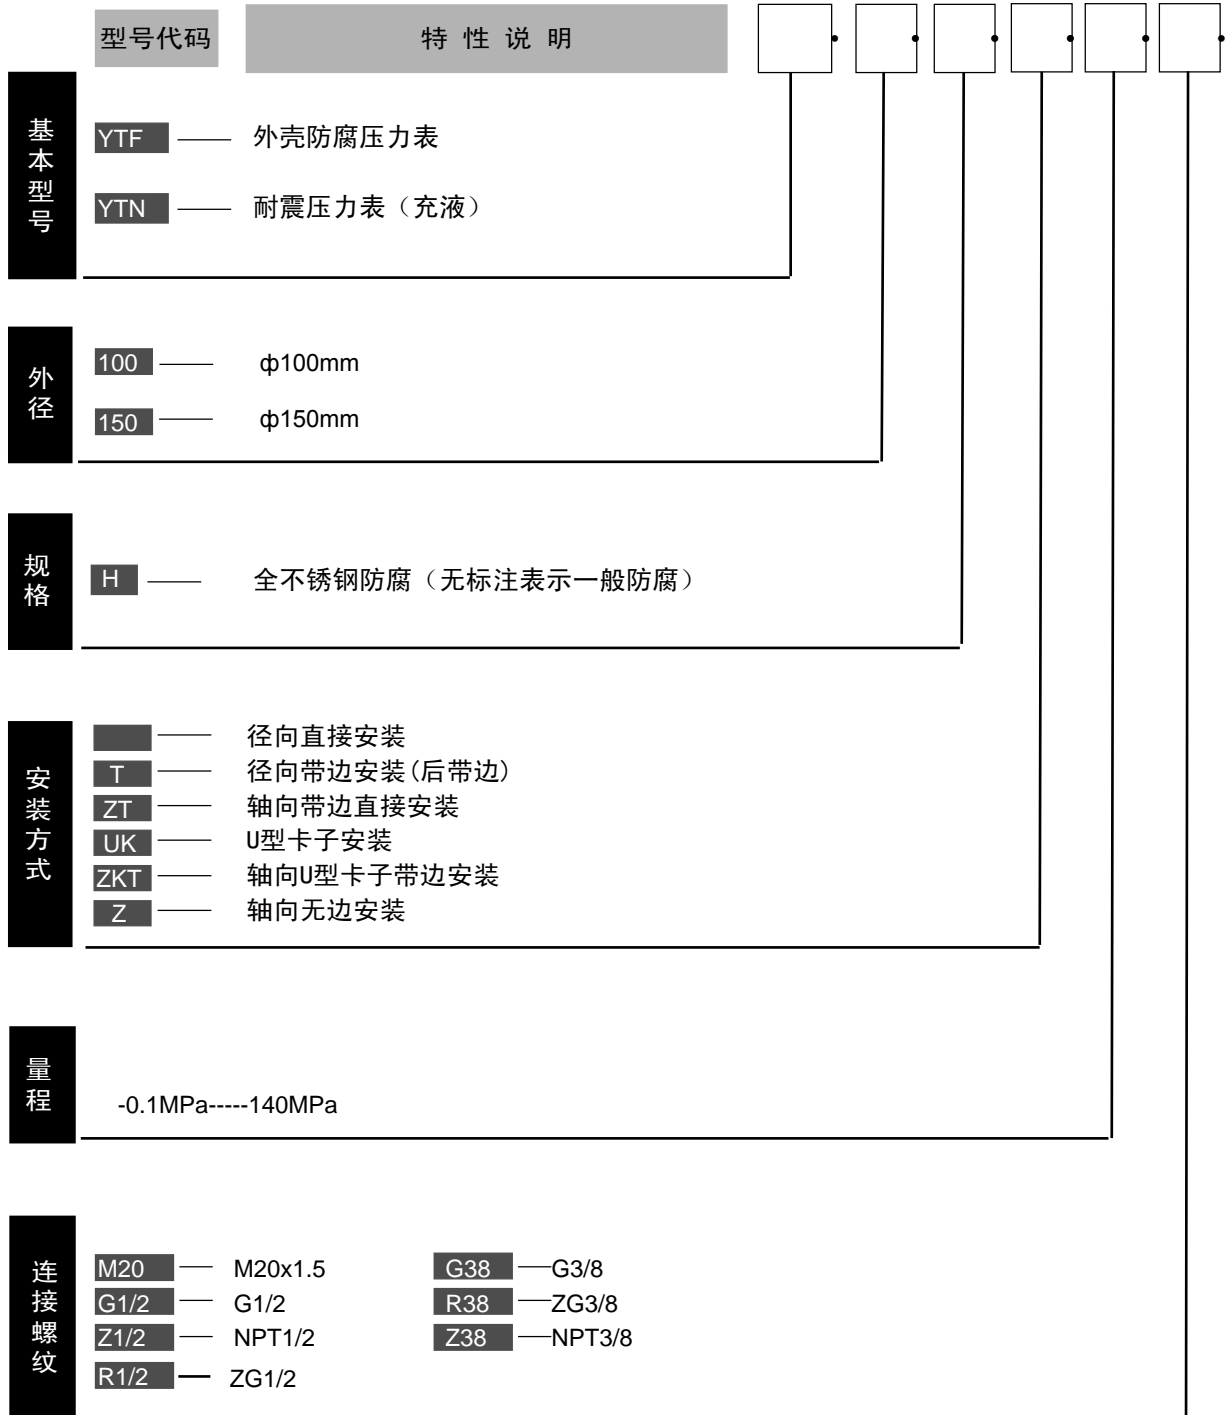 型号代码 特 性 说 明
基本型号
YTF 外壳防腐压力表
YTN 耐震压力表（充液）
外径
100 ф100mm
150 ф150mm
规格
H 全不锈钢防腐（无标注表示一般防腐）
安装方式
径向直接安装
T 径向带边安装(后带边)
ZT 轴向带边直接安装
UK U型卡子安装
ZKT 轴向U型卡子带边安装
Z 轴向无边安装
量程
-0.1MPa-----140MPa
连接螺纹
M20 M20x1.5 G38 G3/8
G1/2 G1/2 R38 ZG3/8
Z1/2 NPT1/2 Z38 NPT3/8
R1/2 ZG1/2